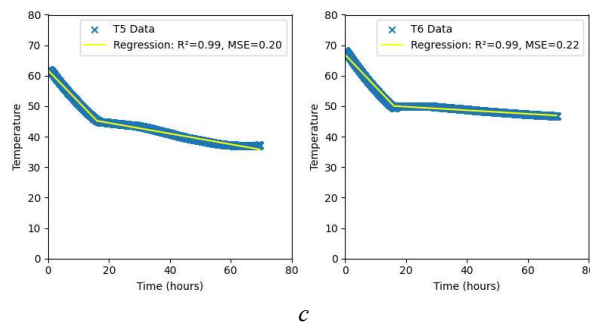 80
70
60
50
40
30
20
10
0
Temperature
T5 Data
Regression: R²=0.99, MSE=0.20
0 20 40 60 80
Time (hours)
80
70
60
50
40
30
20
10
0
Temperature
T6 Data
Regression: R²=0.99, MSE=0.22
0 20 40 60 80
Time (hours)
c